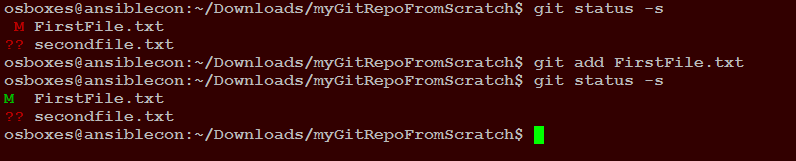 osboxes@ansiblecon:~/Downloads/myGitRepoFromScratch$ git status -s
 M FirstFile.txt
?? secondfile.txt
osboxes@ansiblecon:~/Downloads/myGitRepoFromScratch$ git add FirstFile.txt
osboxes@ansiblecon:~/Downloads/myGitRepoFromScratch$ git status -s
M  FirstFile.txt
?? secondfile.txt
osboxes@ansiblecon:~/Downloads/myGitRepoFromScratch$